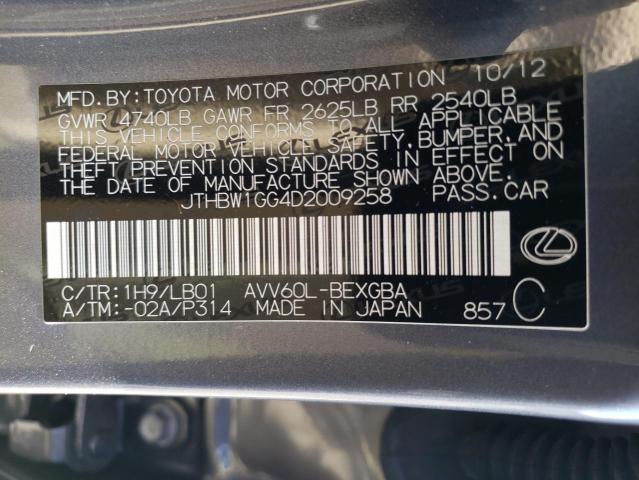 MFD. BY: TOYOTA MOTOR CORPORATION 10/12
GVWR 4740LB GAWR FR 2625LB RR 2540LB
THIS VEHICLE CONFORMS TO ALL APPLICABLE
FEDERAL MOTOR VEHICLE SAFETY, BUMPER, AND
THEFT PREVENTION STANDARDS IN EFFECT ON
THE DATE OF MANUFACTURE SHOWN ABOVE.
JTHBW1GG4D2009258 PASS. CAR
C/TR: 1H9/LB01 AVV60L-BEXGBA
A/TM: -02A/P314 MADE IN JAPAN 857 C